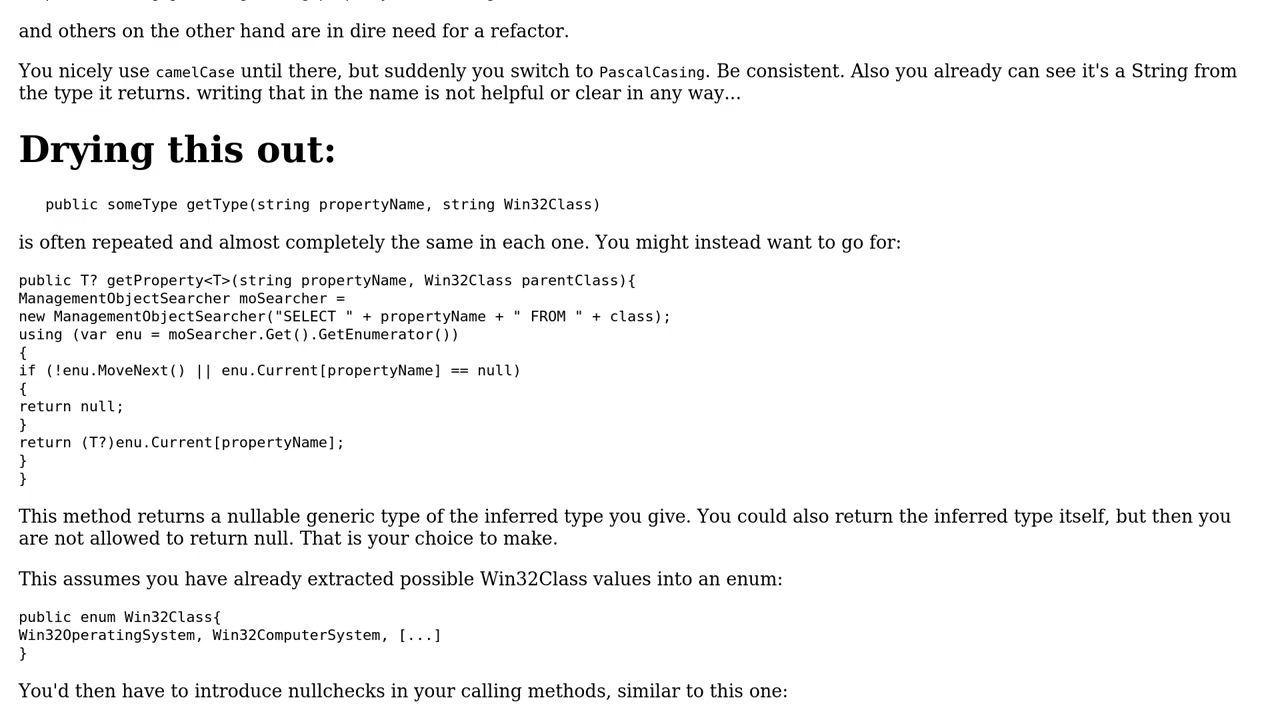 and others on the other hand are in dire need for a refactor.
You nicely use camelCase until there, but suddenly you switch to PascalCasing. Be consistent. Also you already can see it's a String from
the type it returns. writing that in the name is not helpful or clear in any way...
Drying this out:
public someType getType(string propertyName, string Win32Class)
is often repeated and almost completely the same in each one. You might instead want to go for:
public T? getProperty<T>(string propertyName, Win32Class parentClass){
ManagementObjectSearcher moSearcher =
new ManagementObjectSearcher("SELECT " + propertyName + " FROM " + class);
using (var enu = moSearcher.Get().GetEnumerator())
{
if (!enu.MoveNext() || enu.Current[propertyName] == null)
{
return null;
}
return (T?)enu.Current[propertyName];
}
}
This method returns a nullable generic type of the inferred type you give. You could also return the inferred type itself, but then you
are not allowed to return null. That is your choice to make.
This assumes you have already extracted possible Win32Class values into an enum:
public enum Win32Class{
Win32OperatingSystem, Win32ComputerSystem, [...]
}
You'd then have to introduce nullchecks in your calling methods, similar to this one: